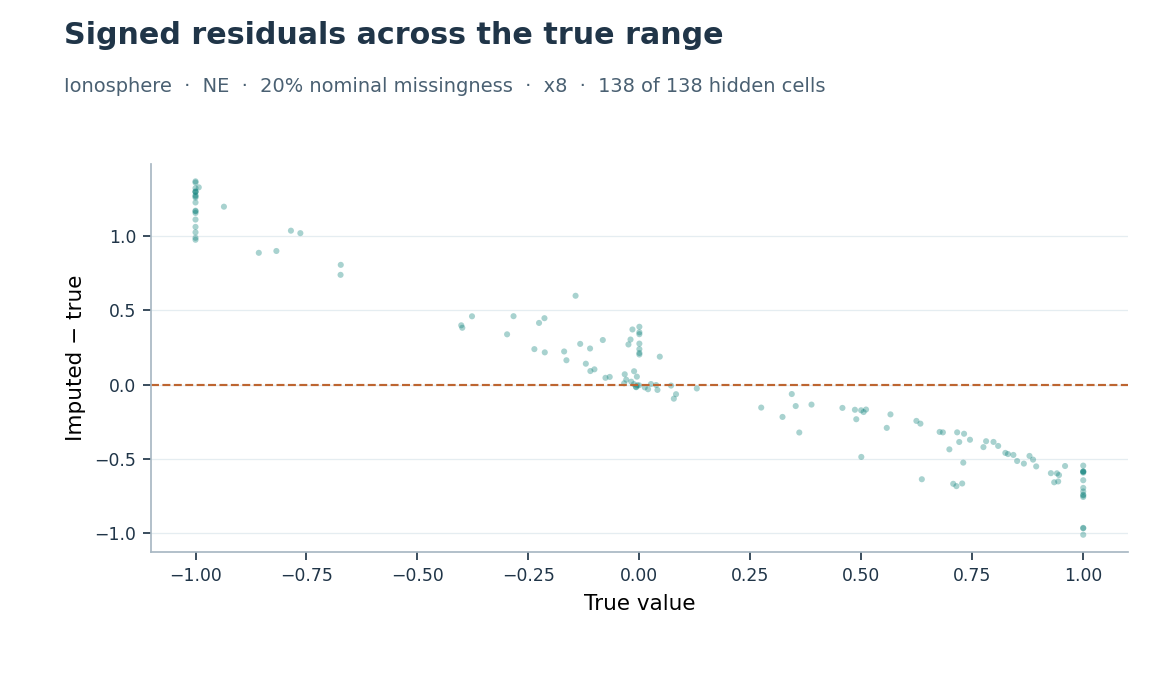 Signed residuals across the true range
Ionosphere · NE · 20% nominal missingness · x8 · 138 of 138 hidden cells
Imputed − true
1.0
0.5
0.0
−0.5
−1.0
−1.00 −0.75 −0.50 −0.25 0.00 0.25 0.50 0.75 1.00
True value